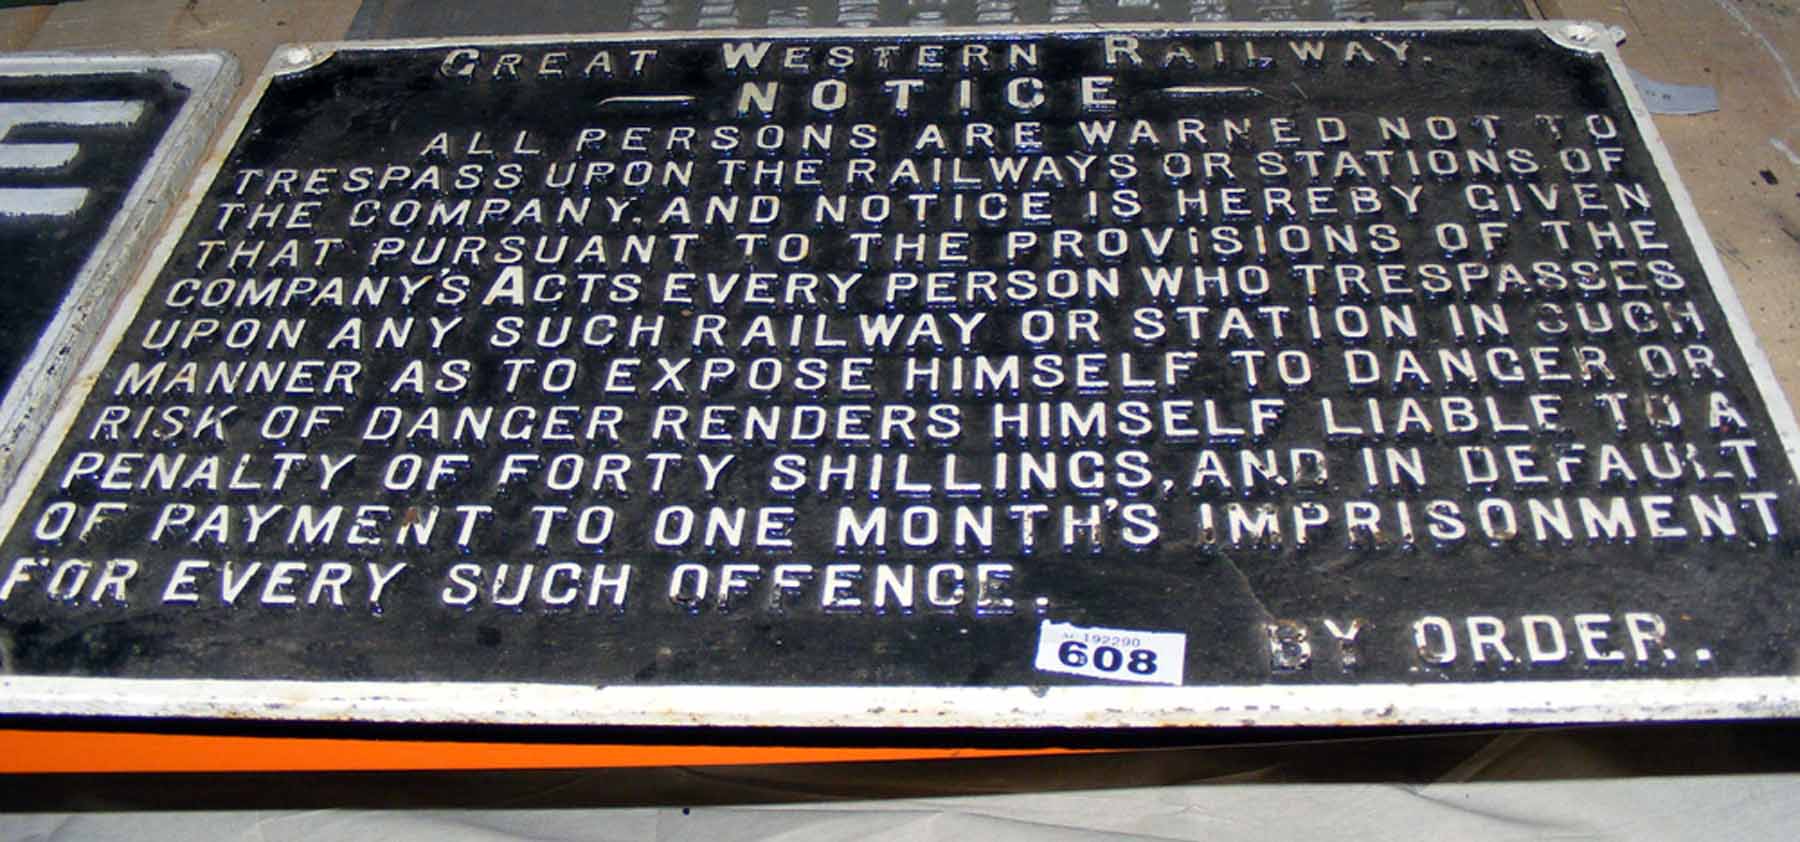 GREAT WESTERN RAILWAY.
— NOTICE —
ALL PERSONS ARE WARNED NOT TO
TRESPASS UPON THE RAILWAYS OR STATIONS OF
THE COMPANY. AND NOTICE IS HEREBY GIVEN
THAT PURSUANT TO THE PROVISIONS OF THE
COMPANY'S ACTS EVERY PERSON WHO TRESPASSES
UPON ANY SUCH RAILWAY OR STATION IN SUCH
MANNER AS TO EXPOSE HIMSELF TO DANGER OR
RISK OF DANGER RENDERS HIMSELF LIABLE TO A
PENALTY OF FORTY SHILLINGS, AND IN DEFAULT
OF PAYMENT TO ONE MONTH'S IMPRISONMENT
FOR EVERY SUCH OFFENCE.
BY ORDER.
192290
608